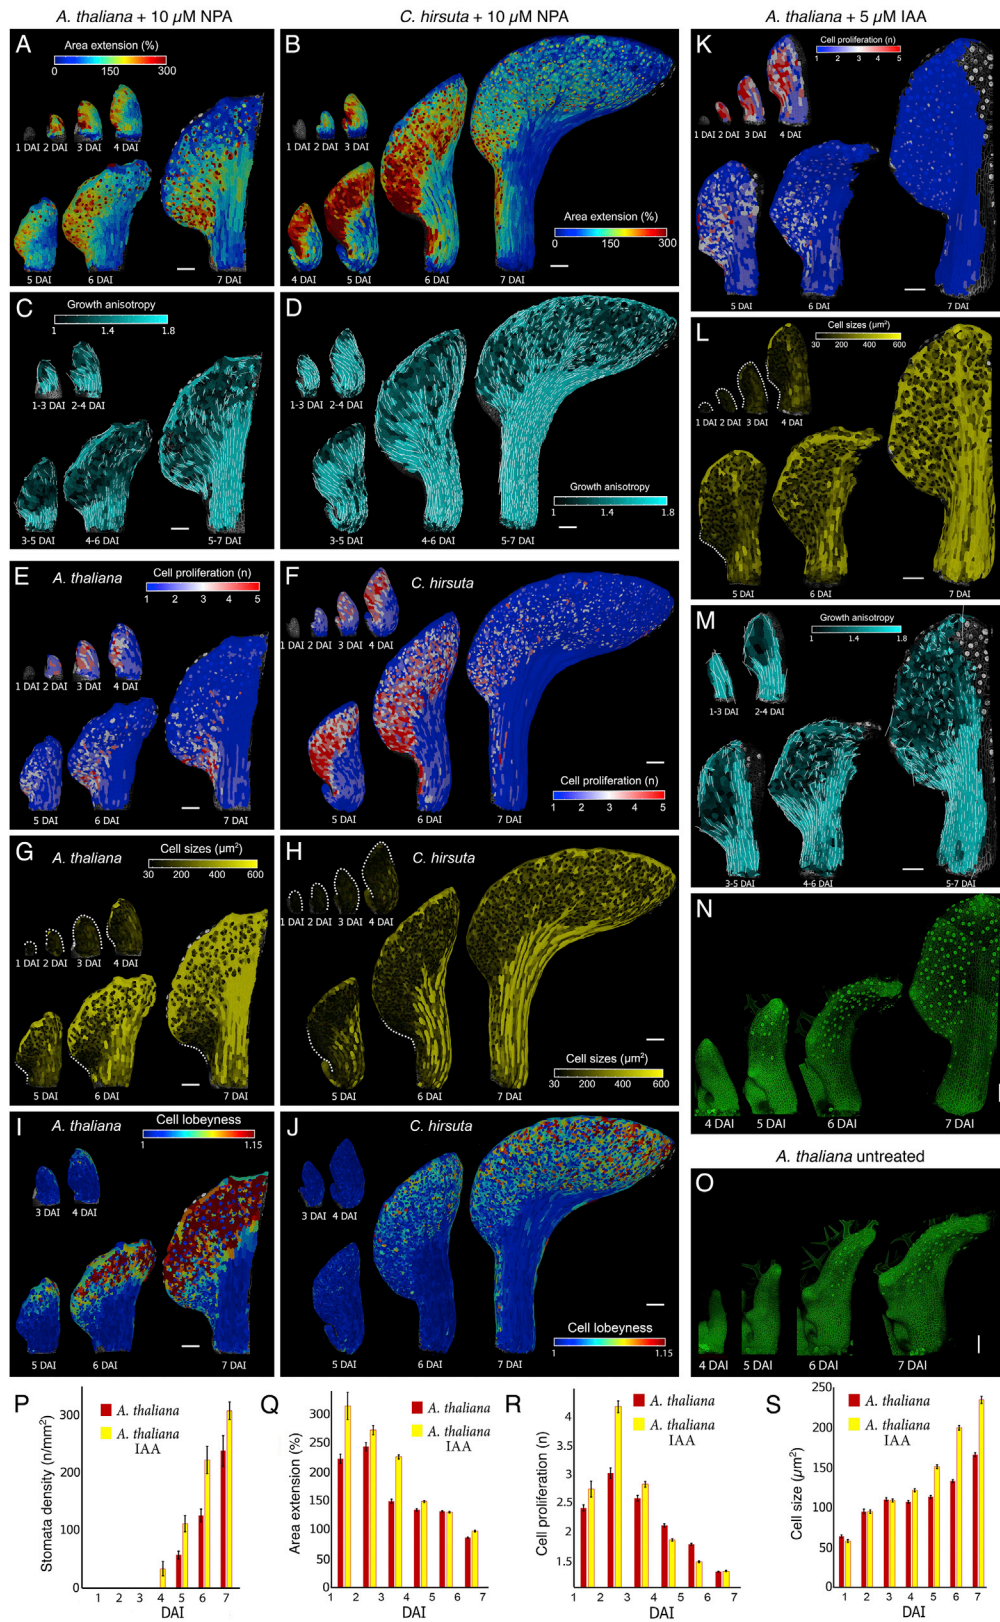 A. thaliana + 10 µM NPA
C. hirsuta + 10 µM NPA
A. thaliana + 5 µM IAA
A
Area extension (%)
0 150 300
1 DAI 2 DAI 3 DAI 4 DAI
5 DAI 6 DAI 7 DAI
B
1 DAI 2 DAI 3 DAI
Area extension (%)
0 150 300
4 DAI 5 DAI 6 DAI 7 DAI
K
Cell proliferation (n)
1 2 3 4 5
1 DAI 2 DAI 3 DAI 4 DAI
5 DAI 6 DAI 7 DAI
C
Growth anisotropy
1 1.4 1.8
1-3 DAI 2-4 DAI
3-5 DAI 4-6 DAI 5-7 DAI
D
1-3 DAI 2-4 DAI
Growth anisotropy
1 1.4 1.8
3-5 DAI 4-6 DAI 5-7 DAI
L
Cell sizes (µm²)
30 200 400 600
1 DAI 2 DAI 3 DAI 4 DAI
5 DAI 6 DAI 7 DAI
E
A. thaliana
Cell proliferation (n)
1 2 3 4 5
1 DAI 2 DAI 3 DAI 4 DAI
5 DAI 6 DAI 7 DAI
F
C. hirsuta
1 DAI 2 DAI 3 DAI 4 DAI
Cell proliferation (n)
1 2 3 4 5
5 DAI 6 DAI 7 DAI
M
Growth anisotropy
1 1.4 1.8
1-3 DAI 2-4 DAI
3-5 DAI 4-6 DAI 5-7 DAI
G
A. thaliana
Cell sizes (µm²)
30 200 400 600
1 DAI 2 DAI 3 DAI 4 DAI
5 DAI 6 DAI 7 DAI
H
C. hirsuta
1 DAI 2 DAI 3 DAI 4 DAI
Cell sizes (µm²)
30 200 400 600
5 DAI 6 DAI 7 DAI
N
4 DAI 5 DAI 6 DAI 7 DAI
I
A. thaliana
Cell lobeyness
1 1.15
3 DAI 4 DAI
5 DAI 6 DAI 7 DAI
J
C. hirsuta
3 DAI 4 DAI
Cell lobeyness
1 1.15
5 DAI 6 DAI 7 DAI
A. thaliana untreated
O
4 DAI 5 DAI 6 DAI 7 DAI
P
A. thaliana
A. thaliana
IAA
Stomata density (n/mm²)
300
200
100
0
1 2 3 4 5 6 7
DAI
Q
A. thaliana
A. thaliana
IAA
Area extension (%)
300
250
200
150
100
50
0
1 2 3 4 5 6 7
DAI
R
A. thaliana
A. thaliana
IAA
Cell proliferation (n)
4
3.5
3
2.5
2
1.5
1 2 3 4 5 6 7
DAI
S
A. thaliana
A. thaliana
IAA
Cell size (µm²)
250
200
150
100
50
0
1 2 3 4 5 6 7
DAI